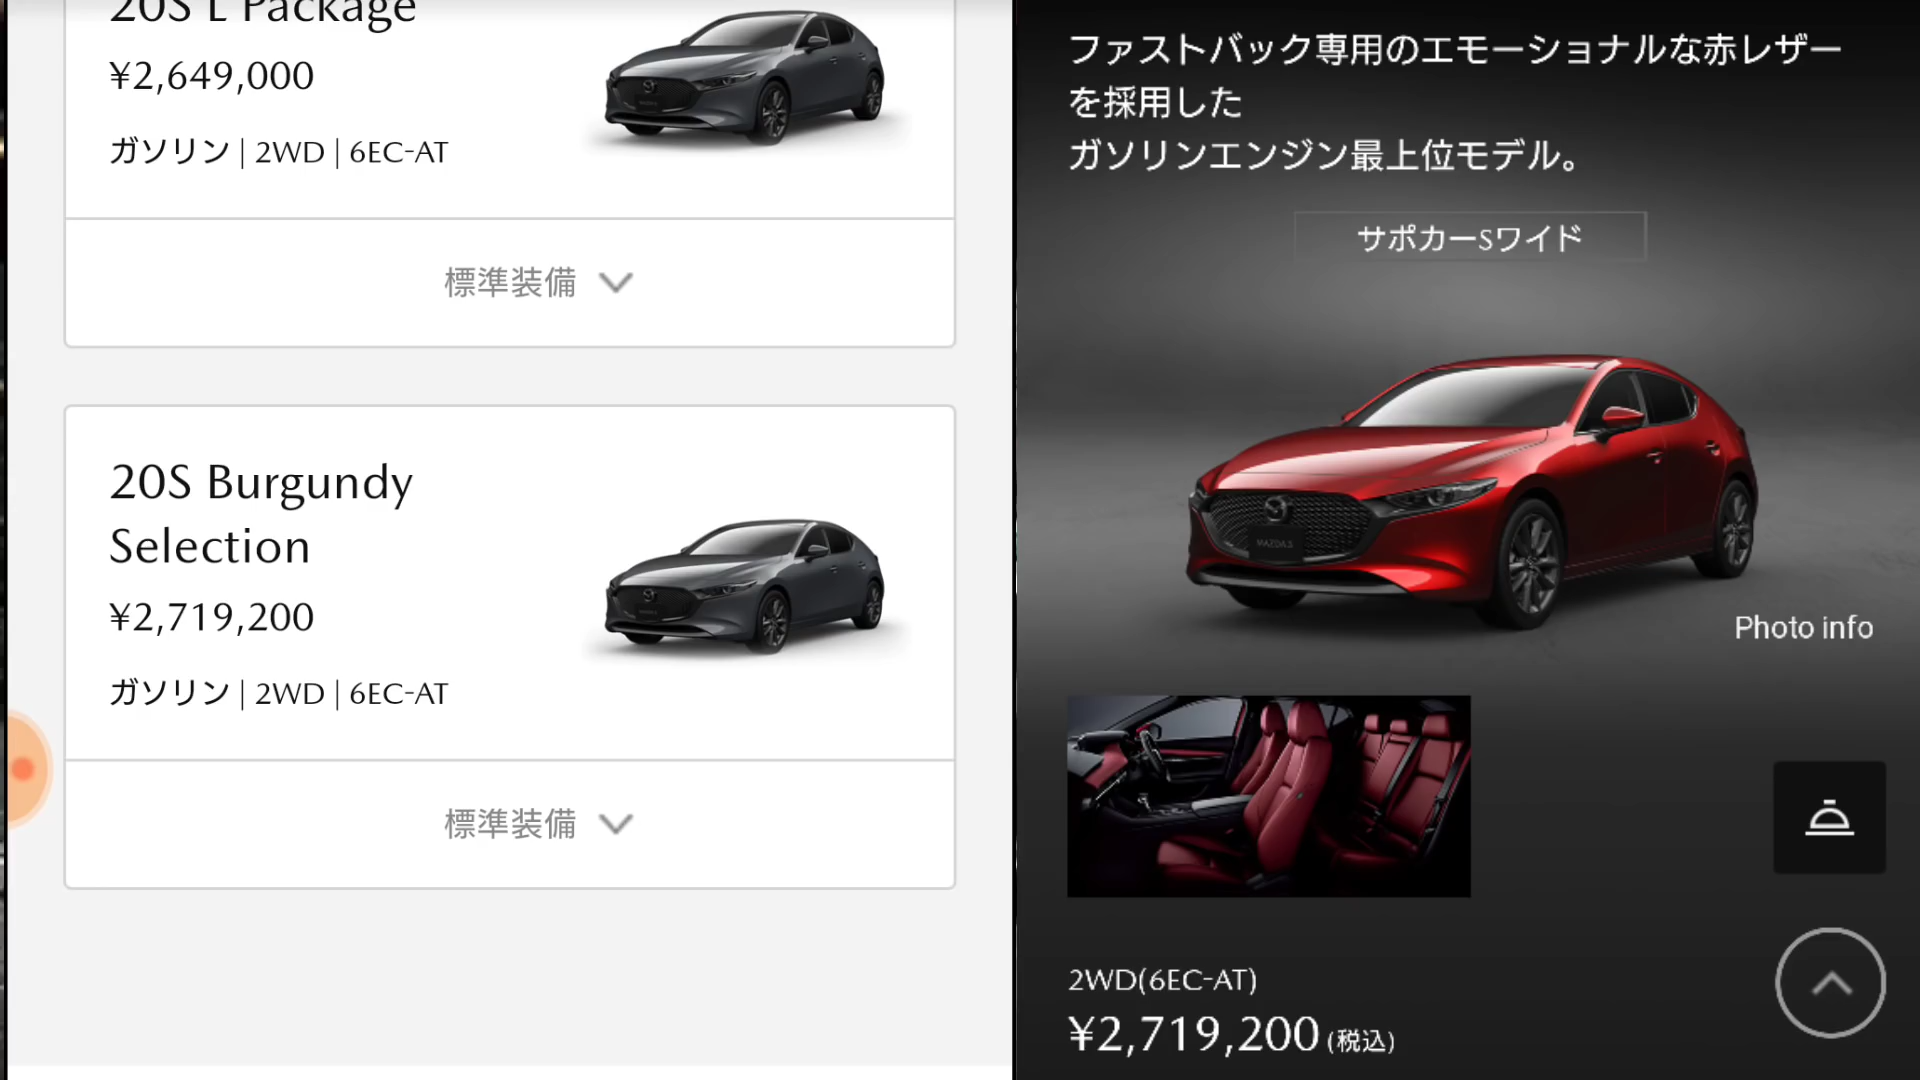 20S L Package
¥2,649,000
ガソリン | 2WD | 6EC-AT
標準装備
20S Burgundy
Selection
¥2,719,200
ガソリン | 2WD | 6EC-AT
標準装備
ファストバック専用のエモーショナルな赤レザー
を採用した
ガソリンエンジン最上位モデル。
サポカーSワイド
MAZDA3
Photo info
2WD(6EC-AT)
¥2,719,200 (税込)